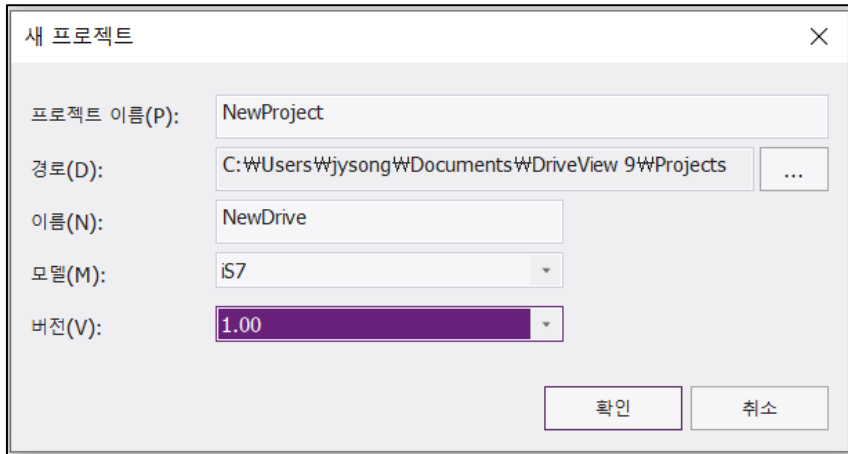 새 프로젝트
프로젝트 이름(P): NewProject
경로(D): C:₩Users₩jysong₩Documents₩DriveView 9₩Projects ...
이름(N): NewDrive
모델(M): iS7
버전(V): 1.00
확인 취소